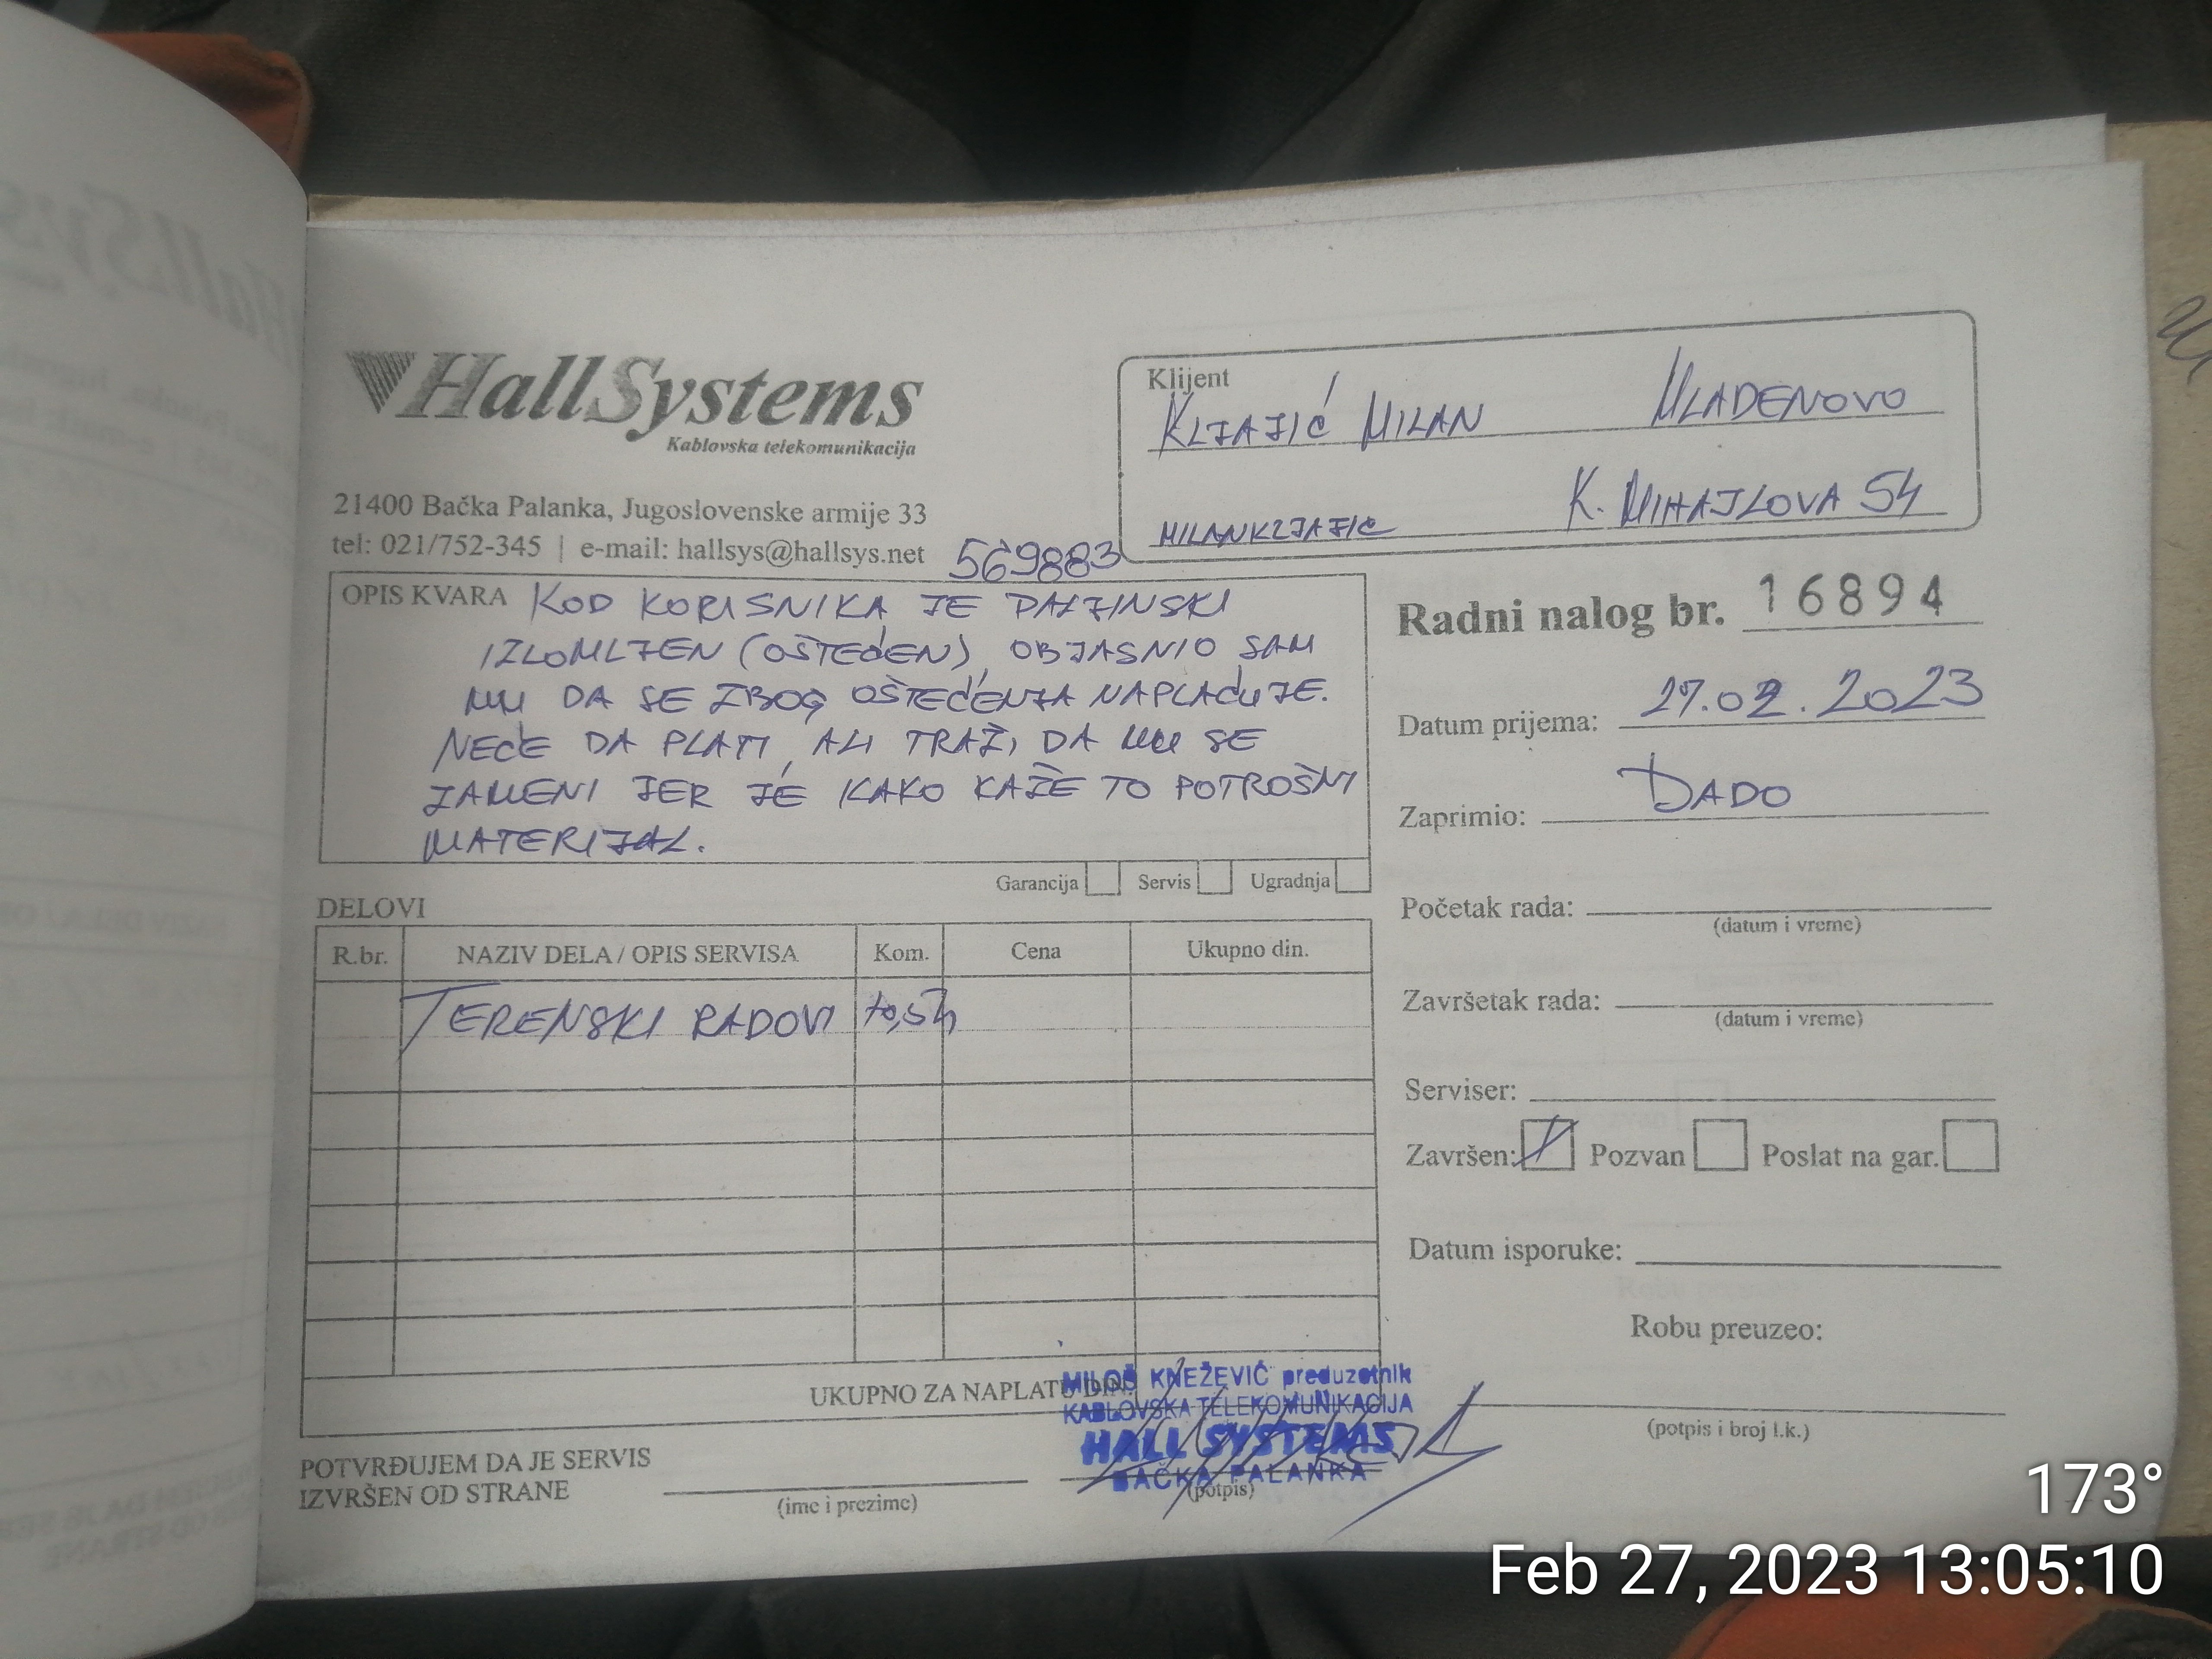 HallSystems
Kablovska telekomunikacija
21400 Bačka Palanka, Jugoslovenske armije 33
tel: 021/752-345 | e-mail: hallsys@hallsys.net
569883
Klijent
KLJAJIĆ MILAN MLADENOVO
MILANKLJAJIC K. MIHAJLOVA 54
OPIS KVARA KOD KORISNIKA JE DALJINSKI
IZLOMLJEN (OŠTEĆEN), OBJASNIO SAM
MU DA SE ZBOG OŠTEĆENJA NAPLAĆUJE.
NEĆE DA PLATI, ALI TRAŽI DA MU SE
ZAMENI JER JE KAKO KAŽE TO POTROŠNI
MATERIJAL.
Garancija Servis Ugradnja
Radni nalog br. 16894
Datum prijema: 27.02.2023
Zaprimio: DADO
Početak rada:
(datum i vreme)
Završetak rada:
(datum i vreme)
Serviser:
Završen: Pozvan Poslat na gar.
Datum isporuke:
Robu preuzeo:
(potpis i broj l.k.)
DELOVI
R.br. NAZIV DELA / OPIS SERVISA Kom. Cena Ukupno din.
TERENSKI RADOVI
UKUPNO ZA NAPLATU DIN.
MILOŠ KNEŽEVIĆ preduzetnik
KABLOVSKA TELEKOMUNIKACIJA
HALL SYSTEMS
BAČKA PALANKA
POTVRĐUJEM DA JE SERVIS
IZVRŠEN OD STRANE
(ime i prezime)
(potpis)
173°
Feb 27, 2023 13:05:10